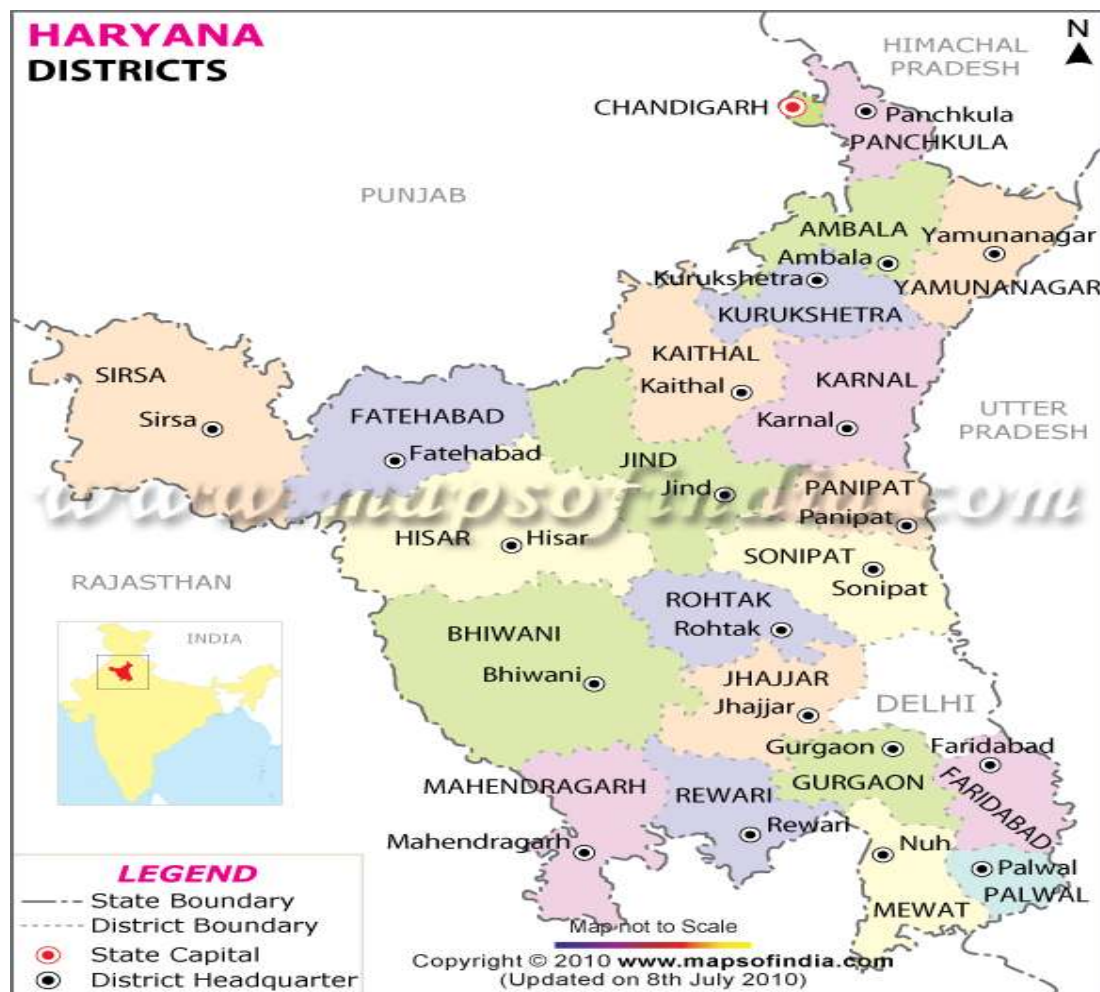 HARYANA
DISTRICTS
N
HIMACHAL
PRADESH
CHANDIGARH
Panchkula
PANCHKULA
PUNJAB
AMBALA
Yamunanagar
Ambala
Kurukshetra
YAMUNANAGAR
KURUKSHETRA
KAITHAL
SIRSA
KARNAL
Kaithal
FATEHABAD
UTTER
PRADESH
Sirsa
Karnal
Fatehabad
JIND
Jind
PANIPAT
www.mapsofindia.com
Panipat
HISAR
Hisar
SONIPAT
RAJASTHAN
Sonipat
ROHTAK
Rohtak
INDIA
BHIWANI
Bhiwani
JHAJJAR
Jhajjar
DELHI
Gurgaon
Faridabad
MAHENDRAGARH
REWARI
GURGAON
FARIDABAD
Mahendragarh
Rewari
Nuh
Palwal
PALWAL
MEWAT
LEGEND
State Boundary
District Boundary
State Capital
District Headquarter
Map not to Scale
Copyright © 2010 www.mapsofindia.com
(Updated on 8th July 2010)